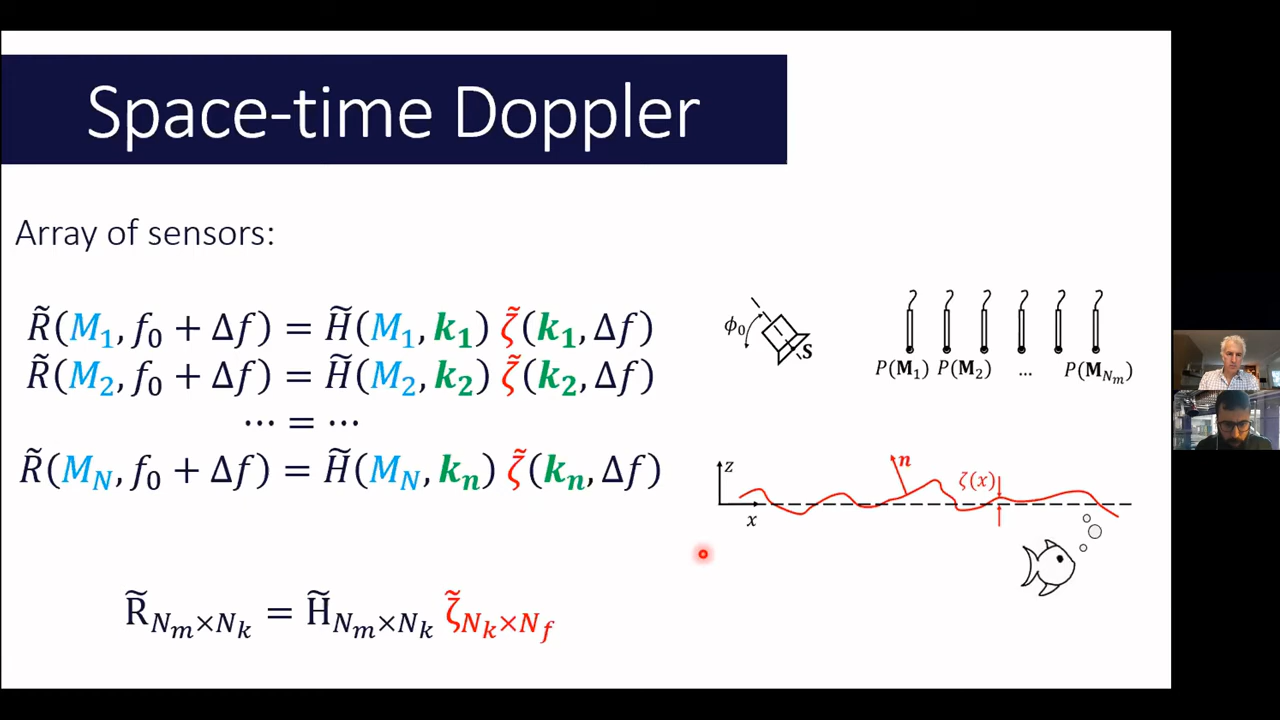 Space-time Doppler
Array of sensors:
R̃(M₁, f₀ + Δf) = H̃(M₁, k₁) ζ̃(k₁, Δf)
R̃(M₂, f₀ + Δf) = H̃(M₂, k₂) ζ̃(k₂, Δf)
⋯ = ⋯
R̃(M_N, f₀ + Δf) = H̃(M_N, k_n) ζ̃(k_n, Δf)
R̃_{N_m×N_k} = H̃_{N_m×N_k} ζ̃_{N_k×N_f}
ϕ₀
S
P(M₁) P(M₂) ... P(M_{N_m})
z
n
ζ(x)
x